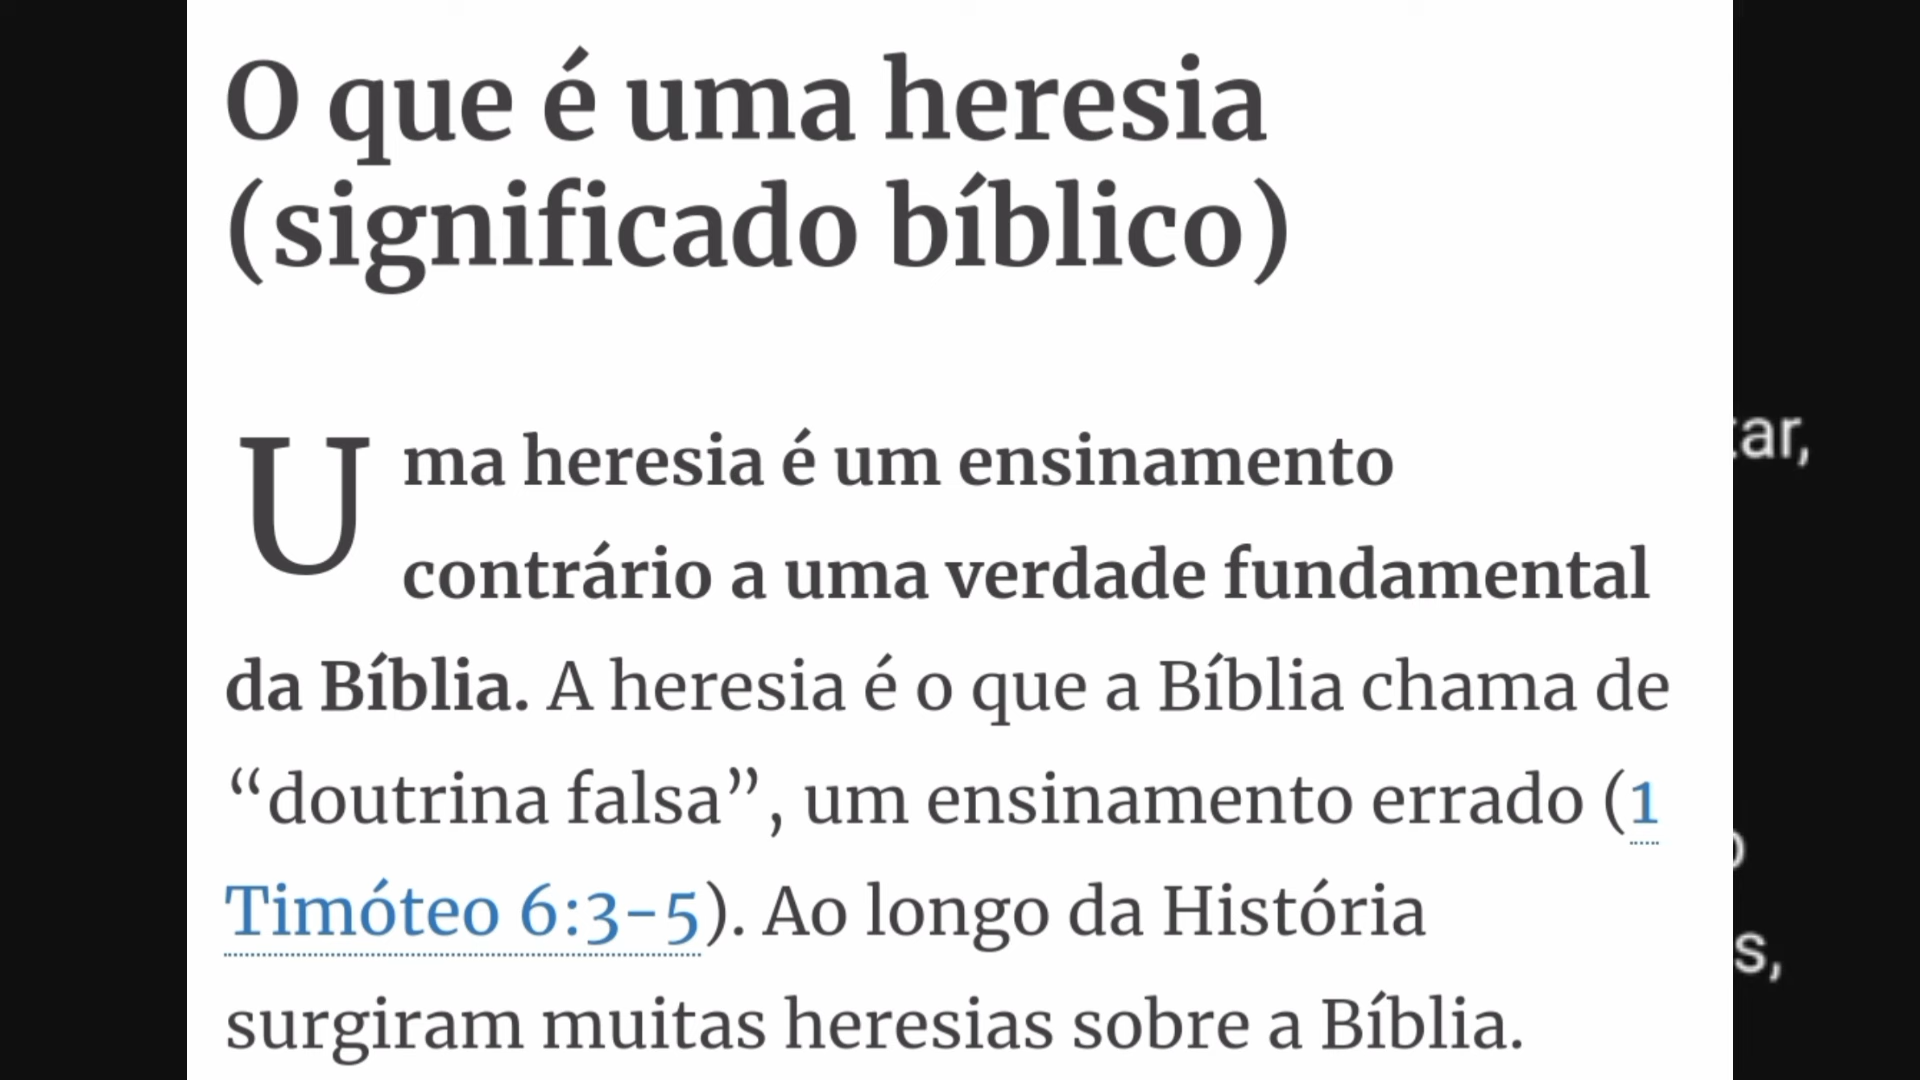 O que é uma heresia
(significado bíblico)
Uma heresia é um ensinamento
contrário a uma verdade fundamental
da Bíblia. A heresia é o que a Bíblia chama de
“doutrina falsa”, um ensinamento errado (1
Timóteo 6:3-5). Ao longo da História
surgiram muitas heresias sobre a Bíblia.